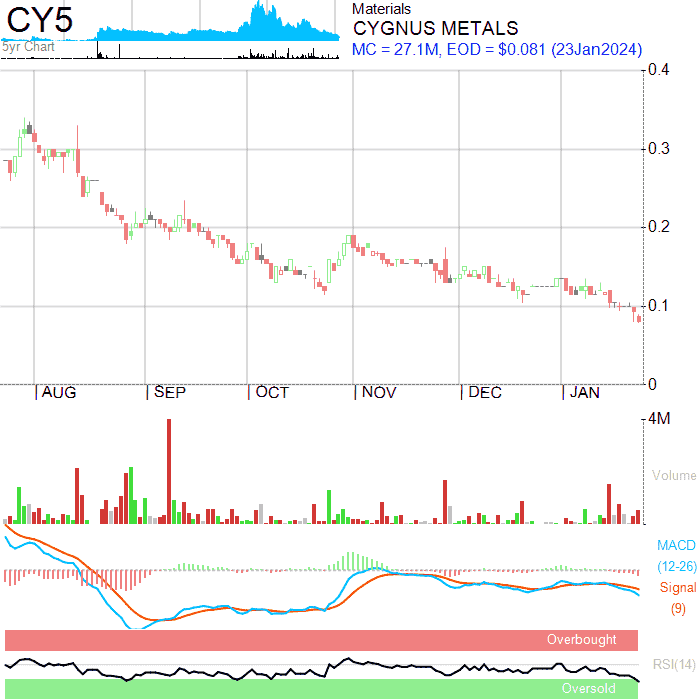 CY5
5yr Chart
Materials
CYGNUS METALS
MC = 27.1M, EOD = $0.081 (23Jan2024)
0.4
0.3
0.2
0.1
0
AUG SEP OCT NOV DEC JAN
4M
Volume
MACD
(12-26)
Signal
(9)
Overbought
RSI(14)
Oversold